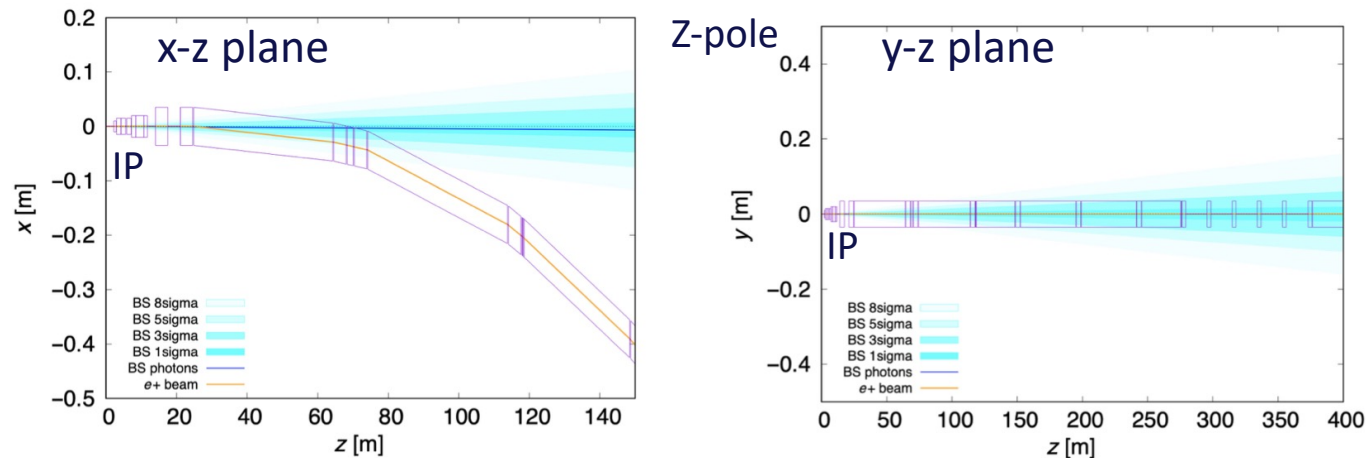 Z-pole
x-z plane
0.2
0.1
0
-0.1
-0.2
-0.3
-0.4
-0.5
x [m]
IP
BS 8sigma
BS 5sigma
BS 3sigma
BS 1sigma
BS photons
e+ beam
0 20 40 60 80 100 120 140
z [m]
y-z plane
0.4
0.2
0
-0.2
-0.4
y [m]
IP
BS 8sigma
BS 5sigma
BS 3sigma
BS 1sigma
BS photons
e+ beam
0 50 100 150 200 250 300 350 400
z [m]